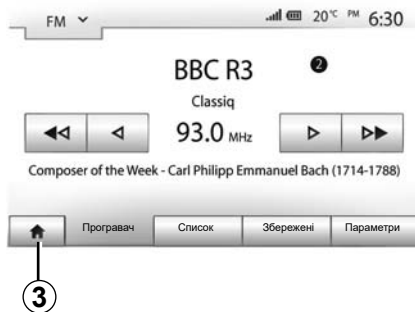 FM 20°C PM 6:30
BBC R3 2
Classiq
93.0 MHz
Composer of the Week - Carl Philipp Emmanuel Bach (1714-1788)
Програвач Список Збережені Параметри
3